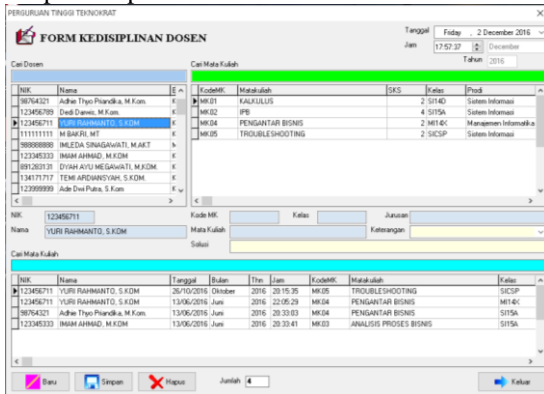 PERGURUAN TINGGI TEKNOKRAT
FORM KEDISIPLINAN DOSEN
Tanggal Friday , 2 December 2016
Jam 17:57:37 December
Tahun 2016
Cari Dosen Cari Mata Kuliah
NIK Nama
98764321 Adhie Thyo Priandika, M.Kom
123456789 Dedi Darwis, M.Kom.
123456711 YURI RAHMANTO, S.KOM
111111111 M BAKRI, MT
988888888 IMLEDA SINAGAWATI, M.AKT
123345333 IMAM AHMAD, M.KOM
891283131 DYAH AYU MEGAWATI, M.KOM.
134171717 TEMI ARDIANSYAH, S.KOM.
123999999 Ade Dwi Putra, S.Kom
KodeMK Matakuliah SKS Kelas Prodi
MK01 KALKULUS 2 SI14D Sistem Informasi
MK02 IPB 4 SI15A Sistem Informasi
MK04 PENGANTAR BISNIS 2 MI14X Manajemen Informatika
MK05 TROUBLESHOOTING 2 SICSP Sistem Informasi
NIK 123456711 Kode MK Kelas Jurusan
Nama YURI RAHMANTO, S.KOM Mata Kuliah Keterangan
Solusi
Cari Mata Kuliah
NIK Nama Tanggal Bulan Thn Jam KodeMK Matakuliah Kelas
123456711 YURI RAHMANTO, S.KOM 26/10/2016 Oktober 2016 20:15:35 MK05 TROUBLESHOOTING SICSP
123456711 YURI RAHMANTO, S.KOM 13/06/2016 Juni 2016 22:05:29 MK04 PENGANTAR BISNIS MI14X
98764321 Adhie Thyo Priandika, M.Kom 13/06/2016 Juni 2016 20:33:03 MK04 PENGANTAR BISNIS SI15A
123345333 IMAM AHMAD, M.KOM 13/06/2016 Juni 2016 20:33:41 MK03 ANALISIS PROSES BISNIS SI15A
Baru Simpan Hapus Jumlah 4 Keluar